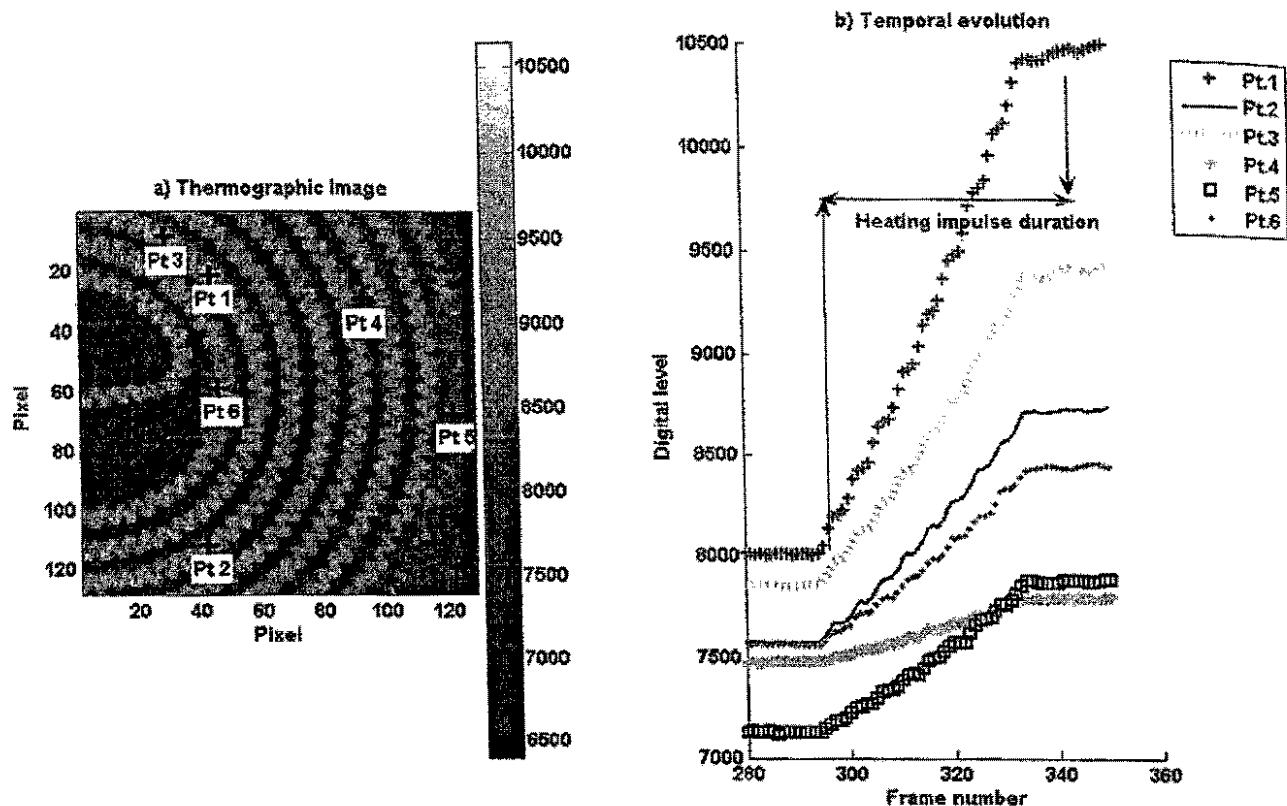 a) Thermographic Image
20
40
60
80
100
120
Pixel
20 40 60 80 100 120
Pixel
Pt 3
Pt 1
Pt 4
Pt 6
Pt 5
Pt 2
10500
10000
9500
9000
8500
8000
7500
7000
6500
b) Temporal evolution
10500
10000
9500
9000
8500
8000
7500
7000
Digital level
280 300 320 340 360
Frame number
Heating impulse duration
Pt.1
Pt.2
Pt.3
Pt.4
Pt.5
Pt.6